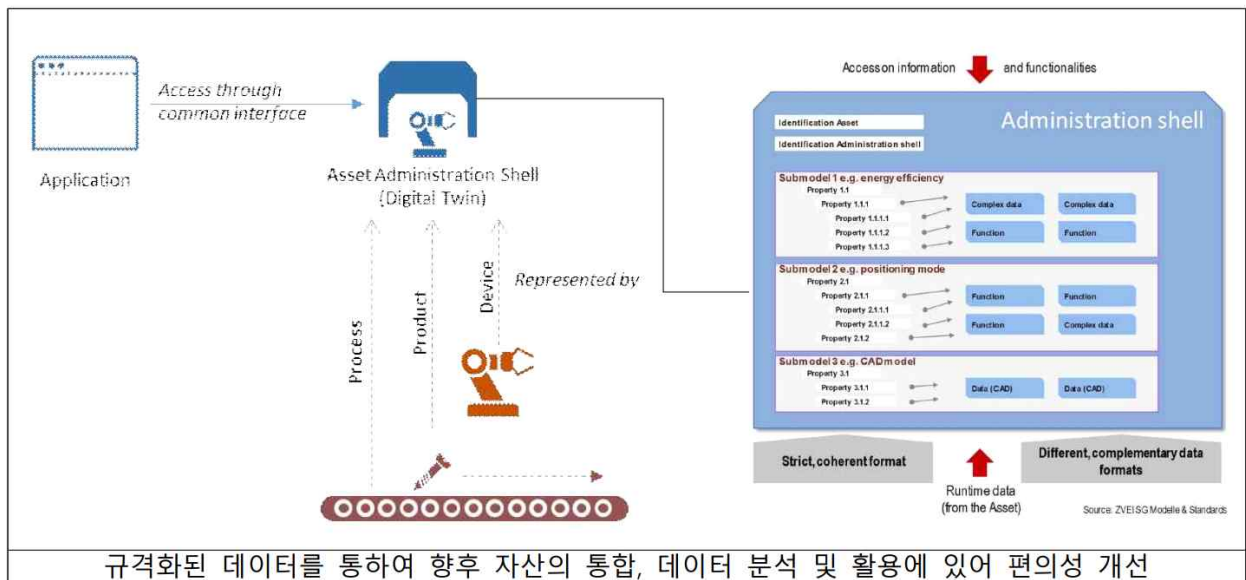 Access through
common interface
Application
Asset Administration Shell
(Digital Twin)
Process
Product
Device
Represented by
Access on information and functionalities
Administration shell
Identification Asset
Identification Administration shell
Submodel 1 e.g. energy efficiency
Property 1.1
Property 1.1.1
Property 1.1.1.1
Property 1.1.1.2
Property 1.1.1.3
Complex data Complex data
Function Function
Submodel 2 e.g. positioning mode
Property 2.1
Property 2.1.1
Property 2.1.1.1
Property 2.1.1.2
Property 2.1.2
Function Function
Function Complex data
Submodel 3 e.g. CAD model
Property 3.1
Property 3.1.1
Property 3.1.2
Data (CAD) Data (CAD)
Strict, coherent format
Different, complementary data
formats
Runtime data
(from the Asset)
Source: ZVEI SG Modelle & Standards
규격화된 데이터를 통하여 향후 자산의 통합, 데이터 분석 및 활용에 있어 편의성 개선